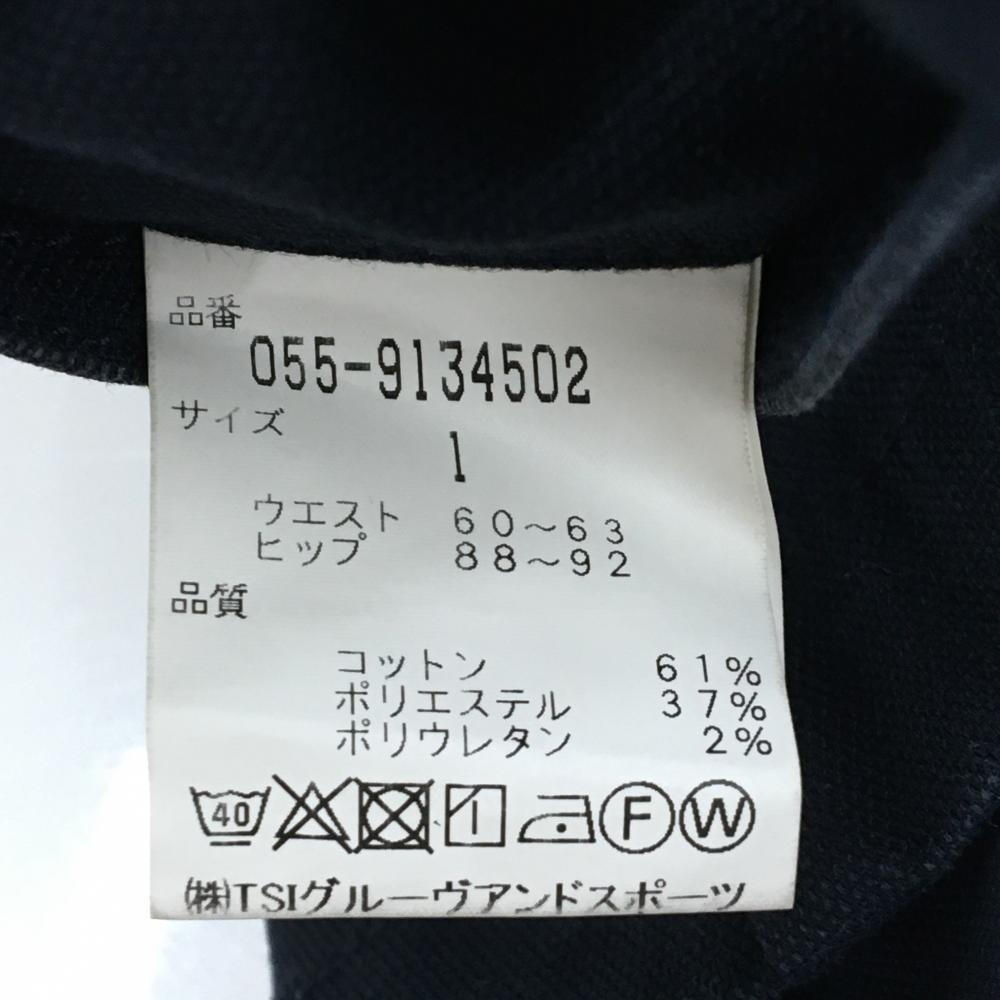 品番
055-9134502
サイズ
1
ウエスト 60〜63
ヒップ 88〜92
品質
コットン 61%
ポリエステル 37%
ポリウレタン 2%
40 F W
㈱TSIグルーヴアンドスポーツ